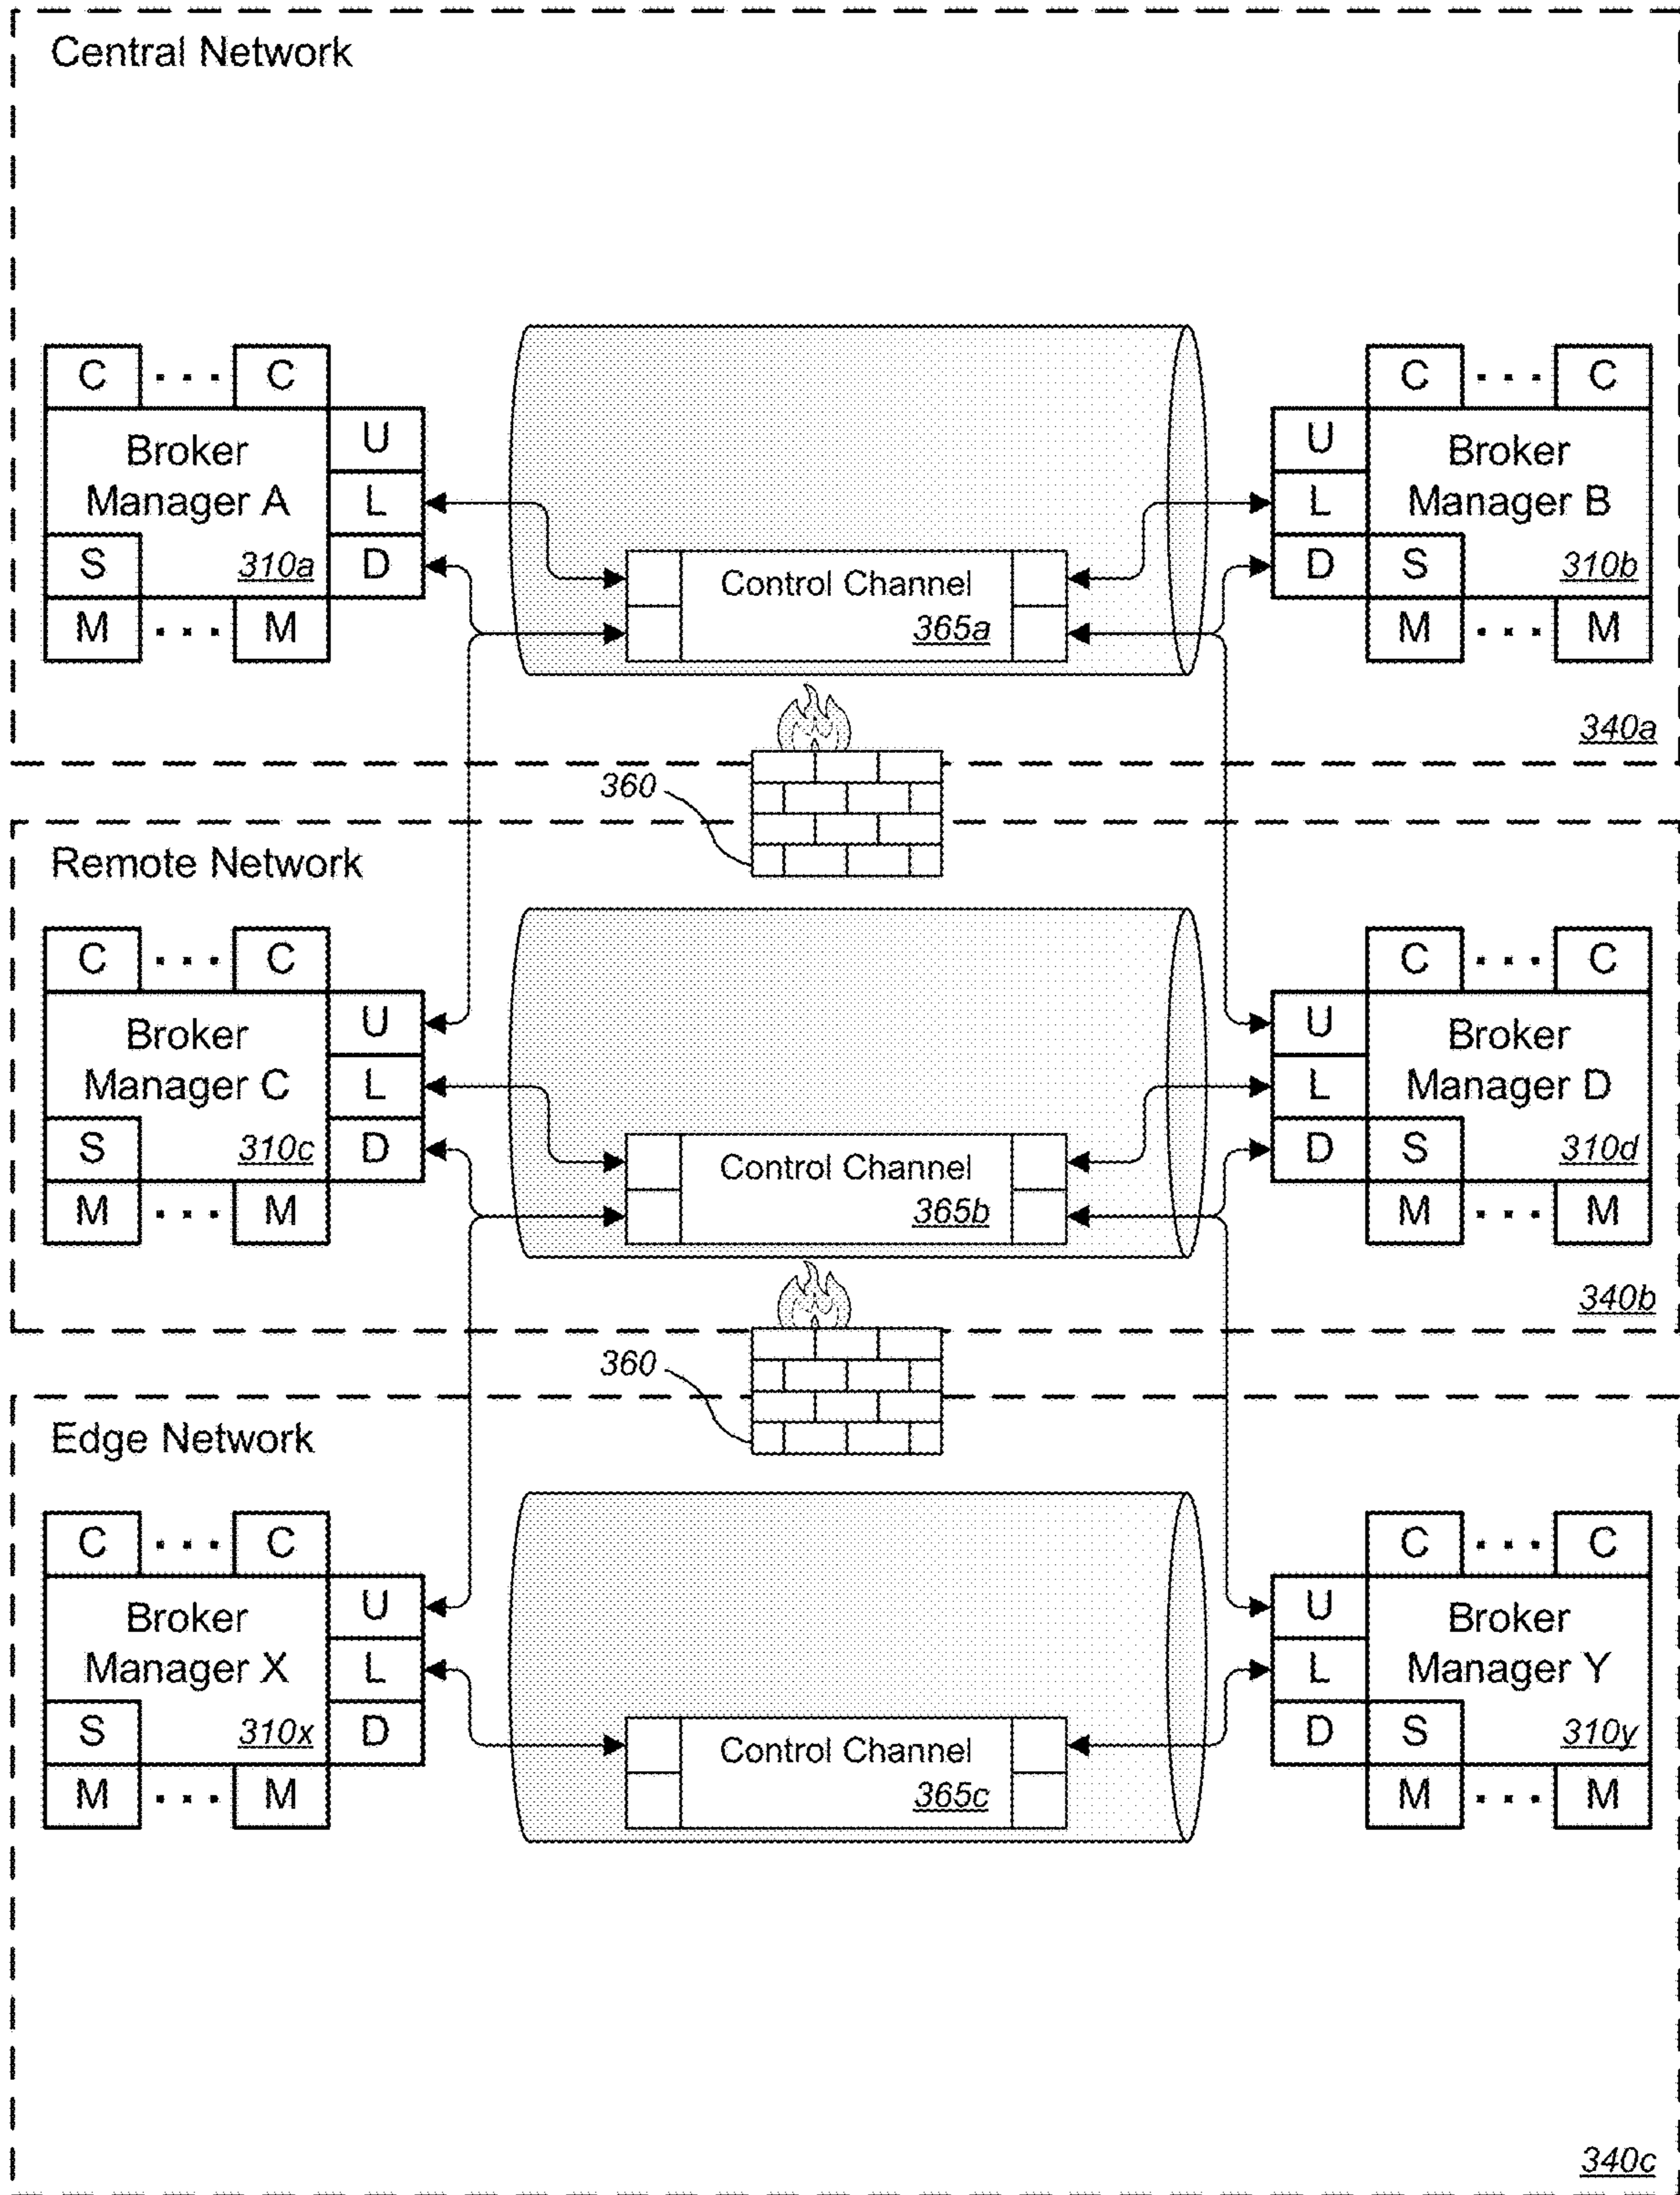 Central Network
C ... C
C ... C
Broker
Manager A
310a
U
L
D
S
M ... M
Control Channel
365a
U
L
D
Broker
Manager B
310b
S
M ... M
340a
360
Remote Network
C ... C
C ... C
Broker
Manager C
310c
U
L
D
S
M ... M
Control Channel
365b
U
L
D
Broker
Manager D
310d
S
M ... M
340b
360
Edge Network
C ... C
C ... C
Broker
Manager X
310x
U
L
D
S
M ... M
Control Channel
365c
U
L
D
Broker
Manager Y
310y
S
M ... M
340c